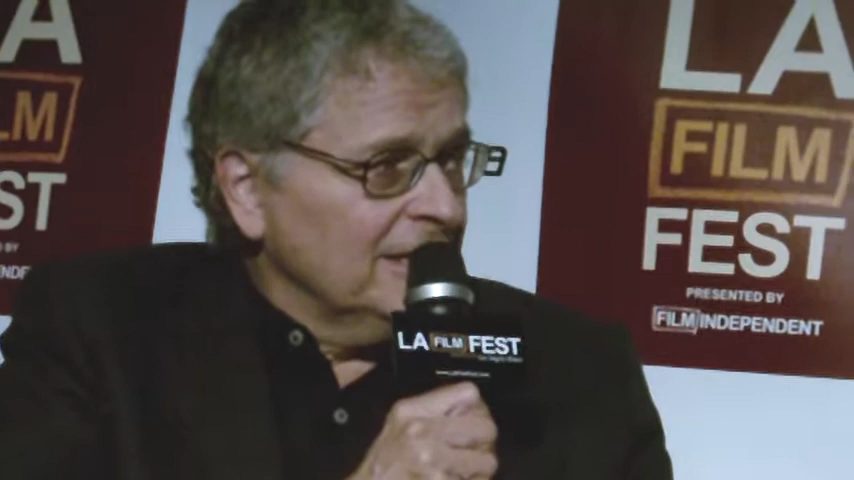 LA
FILM
FEST
LA
FILM
FEST
PRESENTED BY
FILM INDEPENDENT
LA FILM FEST